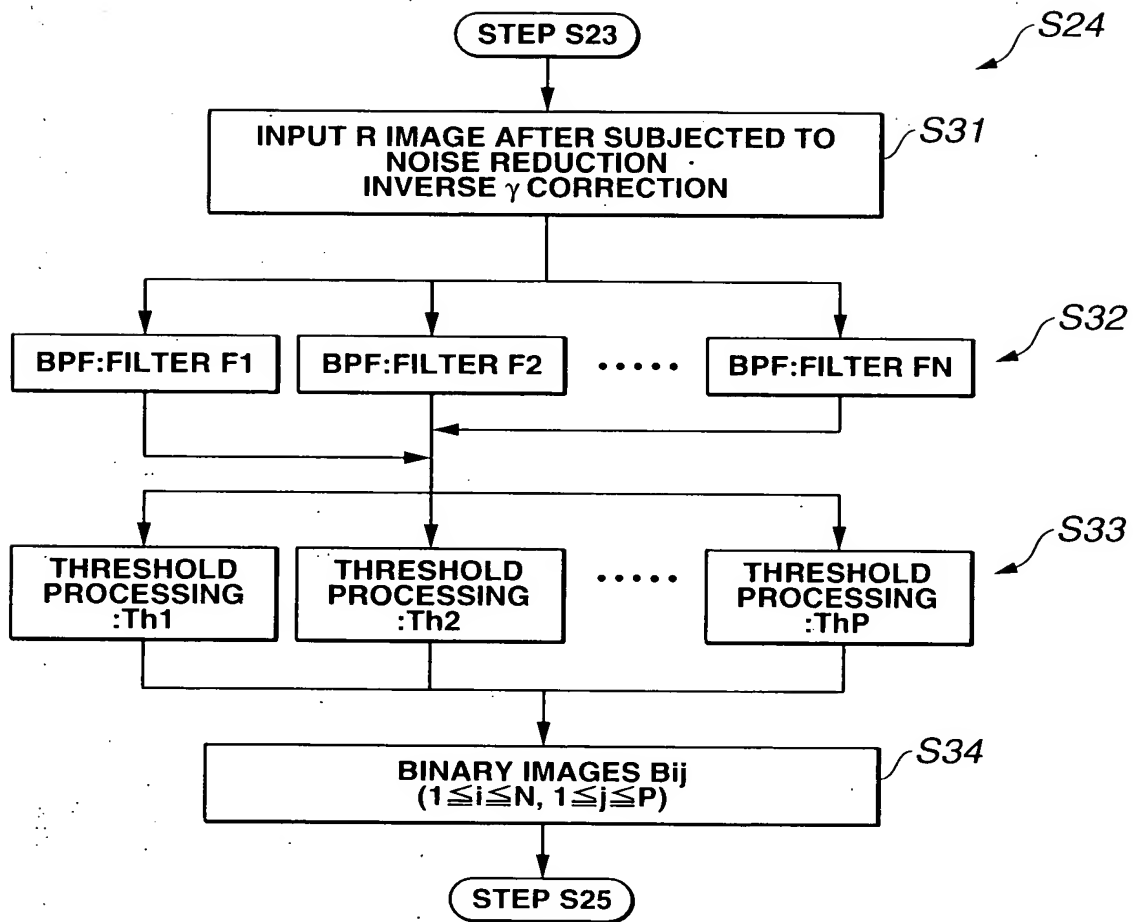 STEP S23
S24
INPUT R IMAGE AFTER SUBJECTED TO
NOISE REDUCTION
INVERSE γ CORRECTION
S31
BPF:FILTER F1
BPF:FILTER F2
•••••
BPF:FILTER FN
S32
THRESHOLD
PROCESSING
:Th1
THRESHOLD
PROCESSING
:Th2
•••••
THRESHOLD
PROCESSING
:ThP
S33
BINARY IMAGES Bij
(1≦i≦N, 1≦j≦P)
S34
STEP S25